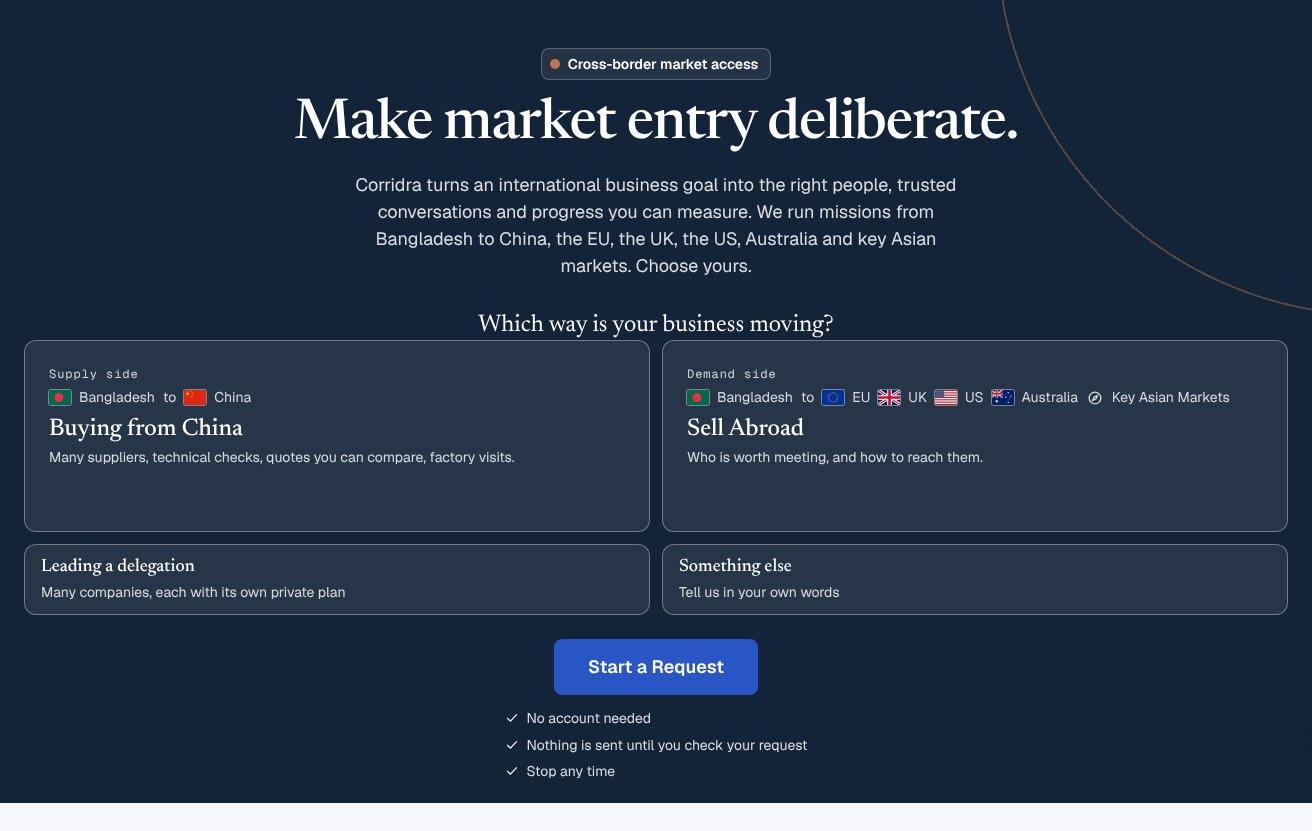 Cross-border market access
Make market entry deliberate.
Corridra turns an international business goal into the right people, trusted
conversations and progress you can measure. We run missions from
Bangladesh to China, the EU, the UK, the US, Australia and key Asian
markets. Choose yours.
Which way is your business moving?
Supply side
Bangladesh to China
Buying from China
Many suppliers, technical checks, quotes you can compare, factory visits.
Demand side
Bangladesh to EU UK US Australia Key Asian Markets
Sell Abroad
Who is worth meeting, and how to reach them.
Leading a delegation
Many companies, each with its own private plan
Something else
Tell us in your own words
Start a Request
No account needed
Nothing is sent until you check your request
Stop any time